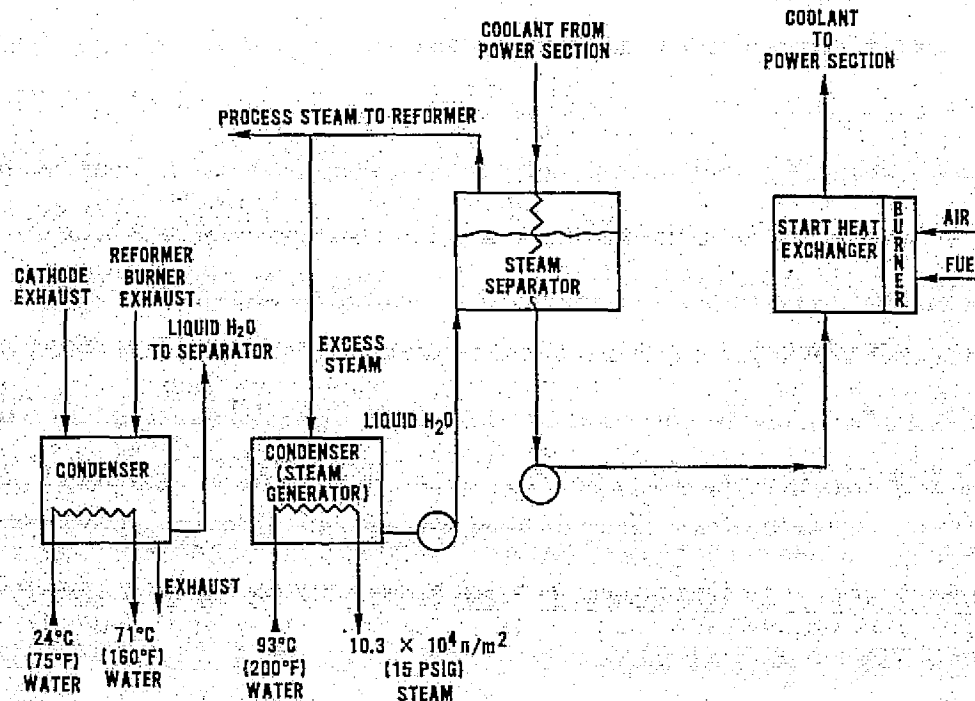 COOLANT FROM
POWER SECTION
COOLANT
TO
POWER SECTION
PROCESS STEAM TO REFORMER
START HEAT
EXCHANGER
BURNER
AIR
FUE
STEAM
SEPARATOR
CATHODE
EXHAUST
REFORMER
BURNER
EXHAUST
LIQUID H2O
TO SEPARATOR
EXCESS
STEAM
LIQUID H2O
CONDENSER
CONDENSER
(STEAM
GENERATOR)
EXHAUST
24°C
(75°F)
WATER
71°C
(160°F)
WATER
93°C
(200°F)
WATER
10.3 × 10⁴ n/m²
(15 PSIG)
STEAM